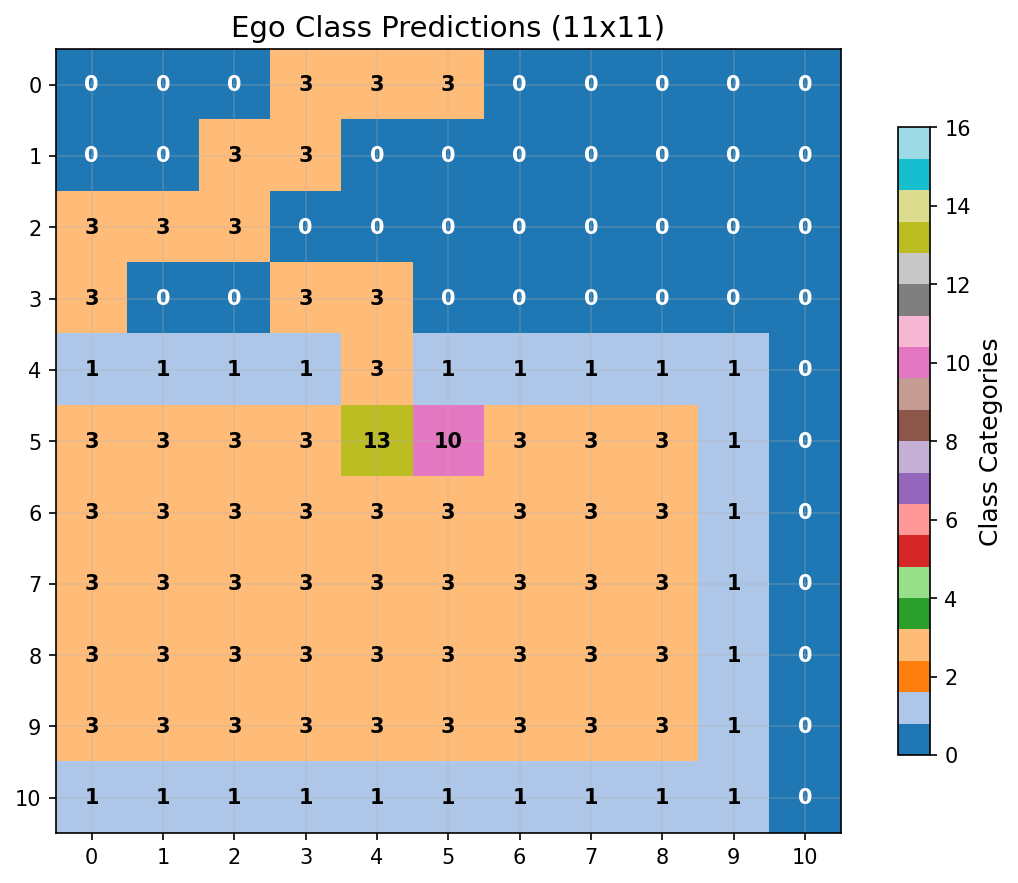 Ego Class Predictions (11x11)
0 0 0 0 3 3 3 0 0 0 0 0
1 0 0 3 3 0 0 0 0 0 0 0
2 3 3 3 0 0 0 0 0 0 0 0
3 3 0 0 3 3 0 0 0 0 0 0
4 1 1 1 1 3 1 1 1 1 1 0
5 3 3 3 3 13 10 3 3 3 1 0
6 3 3 3 3 3 3 3 3 3 1 0
7 3 3 3 3 3 3 3 3 3 1 0
8 3 3 3 3 3 3 3 3 3 1 0
9 3 3 3 3 3 3 3 3 3 1 0
10 1 1 1 1 1 1 1 1 1 1 0
0 1 2 3 4 5 6 7 8 9 10
16
14
12
10
8
6
4
2
0
Class Categories